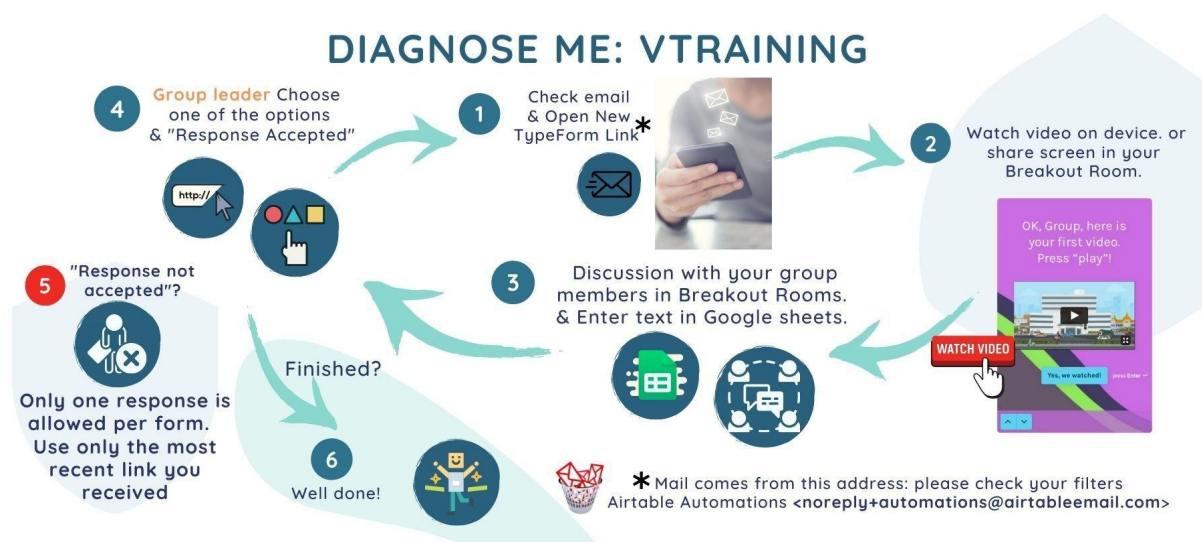 DIAGNOSE ME: VTRAINING
4
Group leader Choose
one of the options
& "Response Accepted"
http://
1
Check email
& Open New
TypeForm Link*
2
Watch video on device. or
share screen in your
Breakout Room.
OK, Group, here is
your first video.
Press “play”!
WATCH VIDEO
Yes, we watched!
press Enter ↵
3
Discussion with your group
members in Breakout Rooms.
& Enter text in Google sheets.
5
"Response not
accepted"?
Only one response is
allowed per form.
Use only the most
recent link you
received
Finished?
6
Well done!
* Mail comes from this address: please check your filters
Airtable Automations <noreply+automations@airtableemail.com>